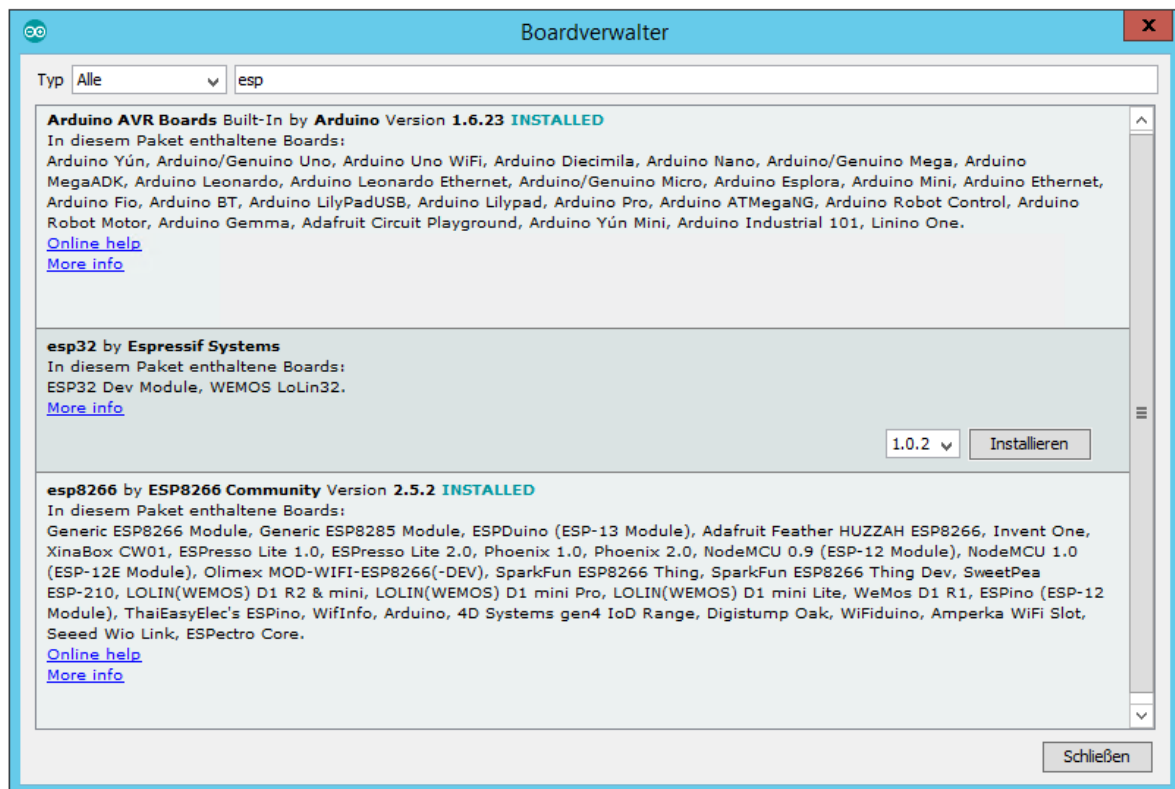 Boardverwalter
x
Typ Alle esp
Arduino AVR Boards Built-In by Arduino Version 1.6.23 INSTALLED
In diesem Paket enthaltene Boards:
Arduino Yún, Arduino/Genuino Uno, Arduino Uno WiFi, Arduino Diecimila, Arduino Nano, Arduino/Genuino Mega, Arduino
MegaADK, Arduino Leonardo, Arduino Leonardo Ethernet, Arduino/Genuino Micro, Arduino Esplora, Arduino Mini, Arduino Ethernet,
Arduino Fio, Arduino BT, Arduino LilyPadUSB, Arduino Lilypad, Arduino Pro, Arduino ATMegaNG, Arduino Robot Control, Arduino
Robot Motor, Arduino Gemma, Adafruit Circuit Playground, Arduino Yún Mini, Arduino Industrial 101, Linino One.
Online help
More info
esp32 by Espressif Systems
In diesem Paket enthaltene Boards:
ESP32 Dev Module, WEMOS LoLin32.
More info
1.0.2 Installieren
esp8266 by ESP8266 Community Version 2.5.2 INSTALLED
In diesem Paket enthaltene Boards:
Generic ESP8266 Module, Generic ESP8285 Module, ESPDuino (ESP-13 Module), Adafruit Feather HUZZAH ESP8266, Invent One,
XinaBox CW01, ESPresso Lite 1.0, ESPresso Lite 2.0, Phoenix 1.0, Phoenix 2.0, NodeMCU 0.9 (ESP-12 Module), NodeMCU 1.0
(ESP-12E Module), Olimex MOD-WIFI-ESP8266(-DEV), SparkFun ESP8266 Thing, SparkFun ESP8266 Thing Dev, SweetPea
ESP-210, LOLIN(WEMOS) D1 R2 & mini, LOLIN(WEMOS) D1 mini Pro, LOLIN(WEMOS) D1 mini Lite, WeMos D1 R1, ESPino (ESP-12
Module), ThaiEasyElec's ESPino, WifInfo, Arduino, 4D Systems gen4 IoD Range, Digistump Oak, WiFiduino, Amperka WiFi Slot,
Seeed Wio Link, ESPectro Core.
Online help
More info
Schließen